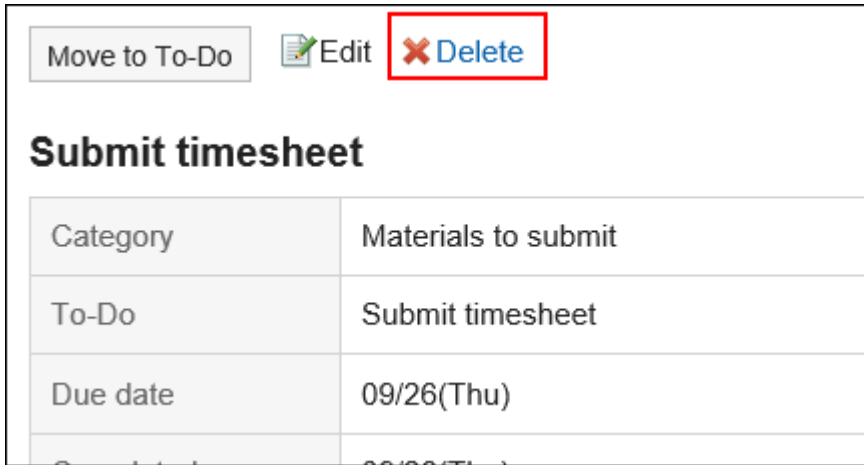 Move to To-Do Edit Delete
Submit timesheet
Category Materials to submit
To-Do Submit timesheet
Due date 09/26(Thu)